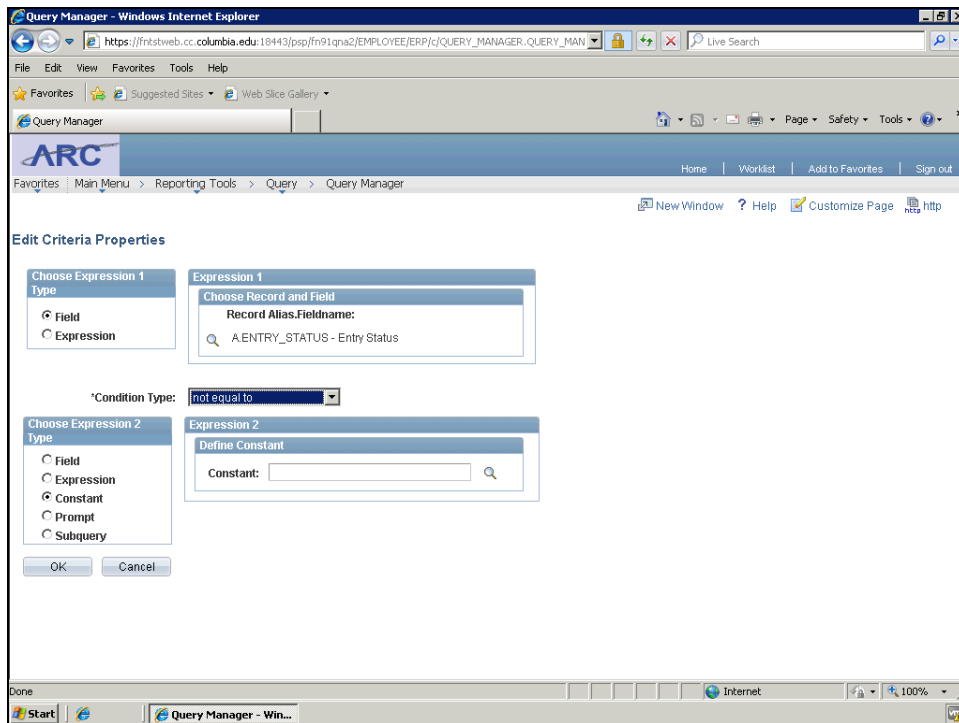 Query Manager - Windows Internet Explorer
https://fntstweb.cc.columbia.edu:18443/psp/fn91qna2/EMPLOYEE/ERP/c/QUERY_MANAGER.QUERY_MAN
Live Search
File Edit View Favorites Tools Help
Favorites Suggested Sites Web Slice Gallery
Query Manager
Page Safety Tools
ARC
Home | Worklist | Add to Favorites | Sign out
Favorites Main Menu > Reporting Tools > Query > Query Manager
New Window ? Help Customize Page http
Edit Criteria Properties
Choose Expression 1 Type
Field
Expression
Expression 1
Choose Record and Field
Record Alias.Fieldname:
A.ENTRY_STATUS - Entry Status
*Condition Type: not equal to
Choose Expression 2 Type
Field
Expression
Constant
Prompt
Subquery
Expression 2
Define Constant
Constant:
OK Cancel
Done Internet 100%
Start Query Manager - Win...